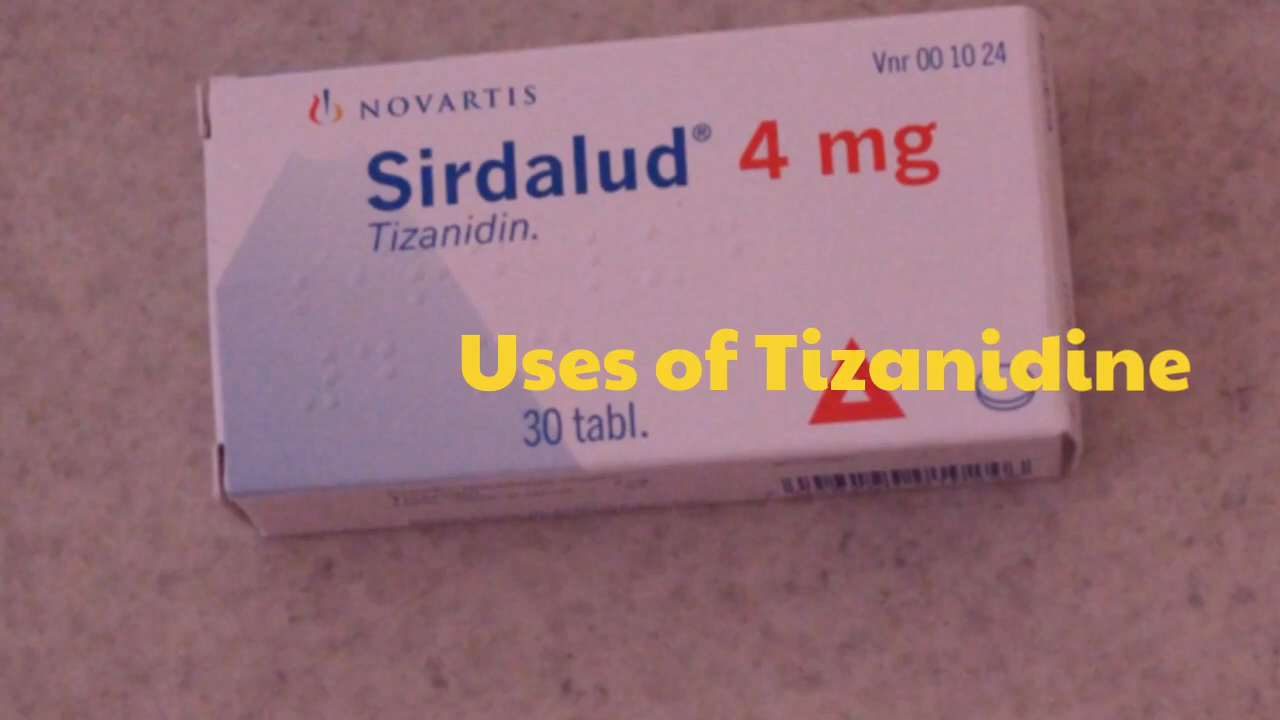 Vnr 00 10 24
NOVARTIS
Sirdalud® 4 mg
Tizanidin.
Uses of Tizanidine
30 tabl.